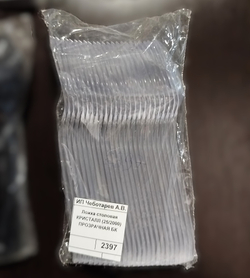 ИП Чеботарев А.В.
Ложка столовая
КРИСТАЛЛ (25/2000)
ПРОЗРАЧНАЯ БК
2397